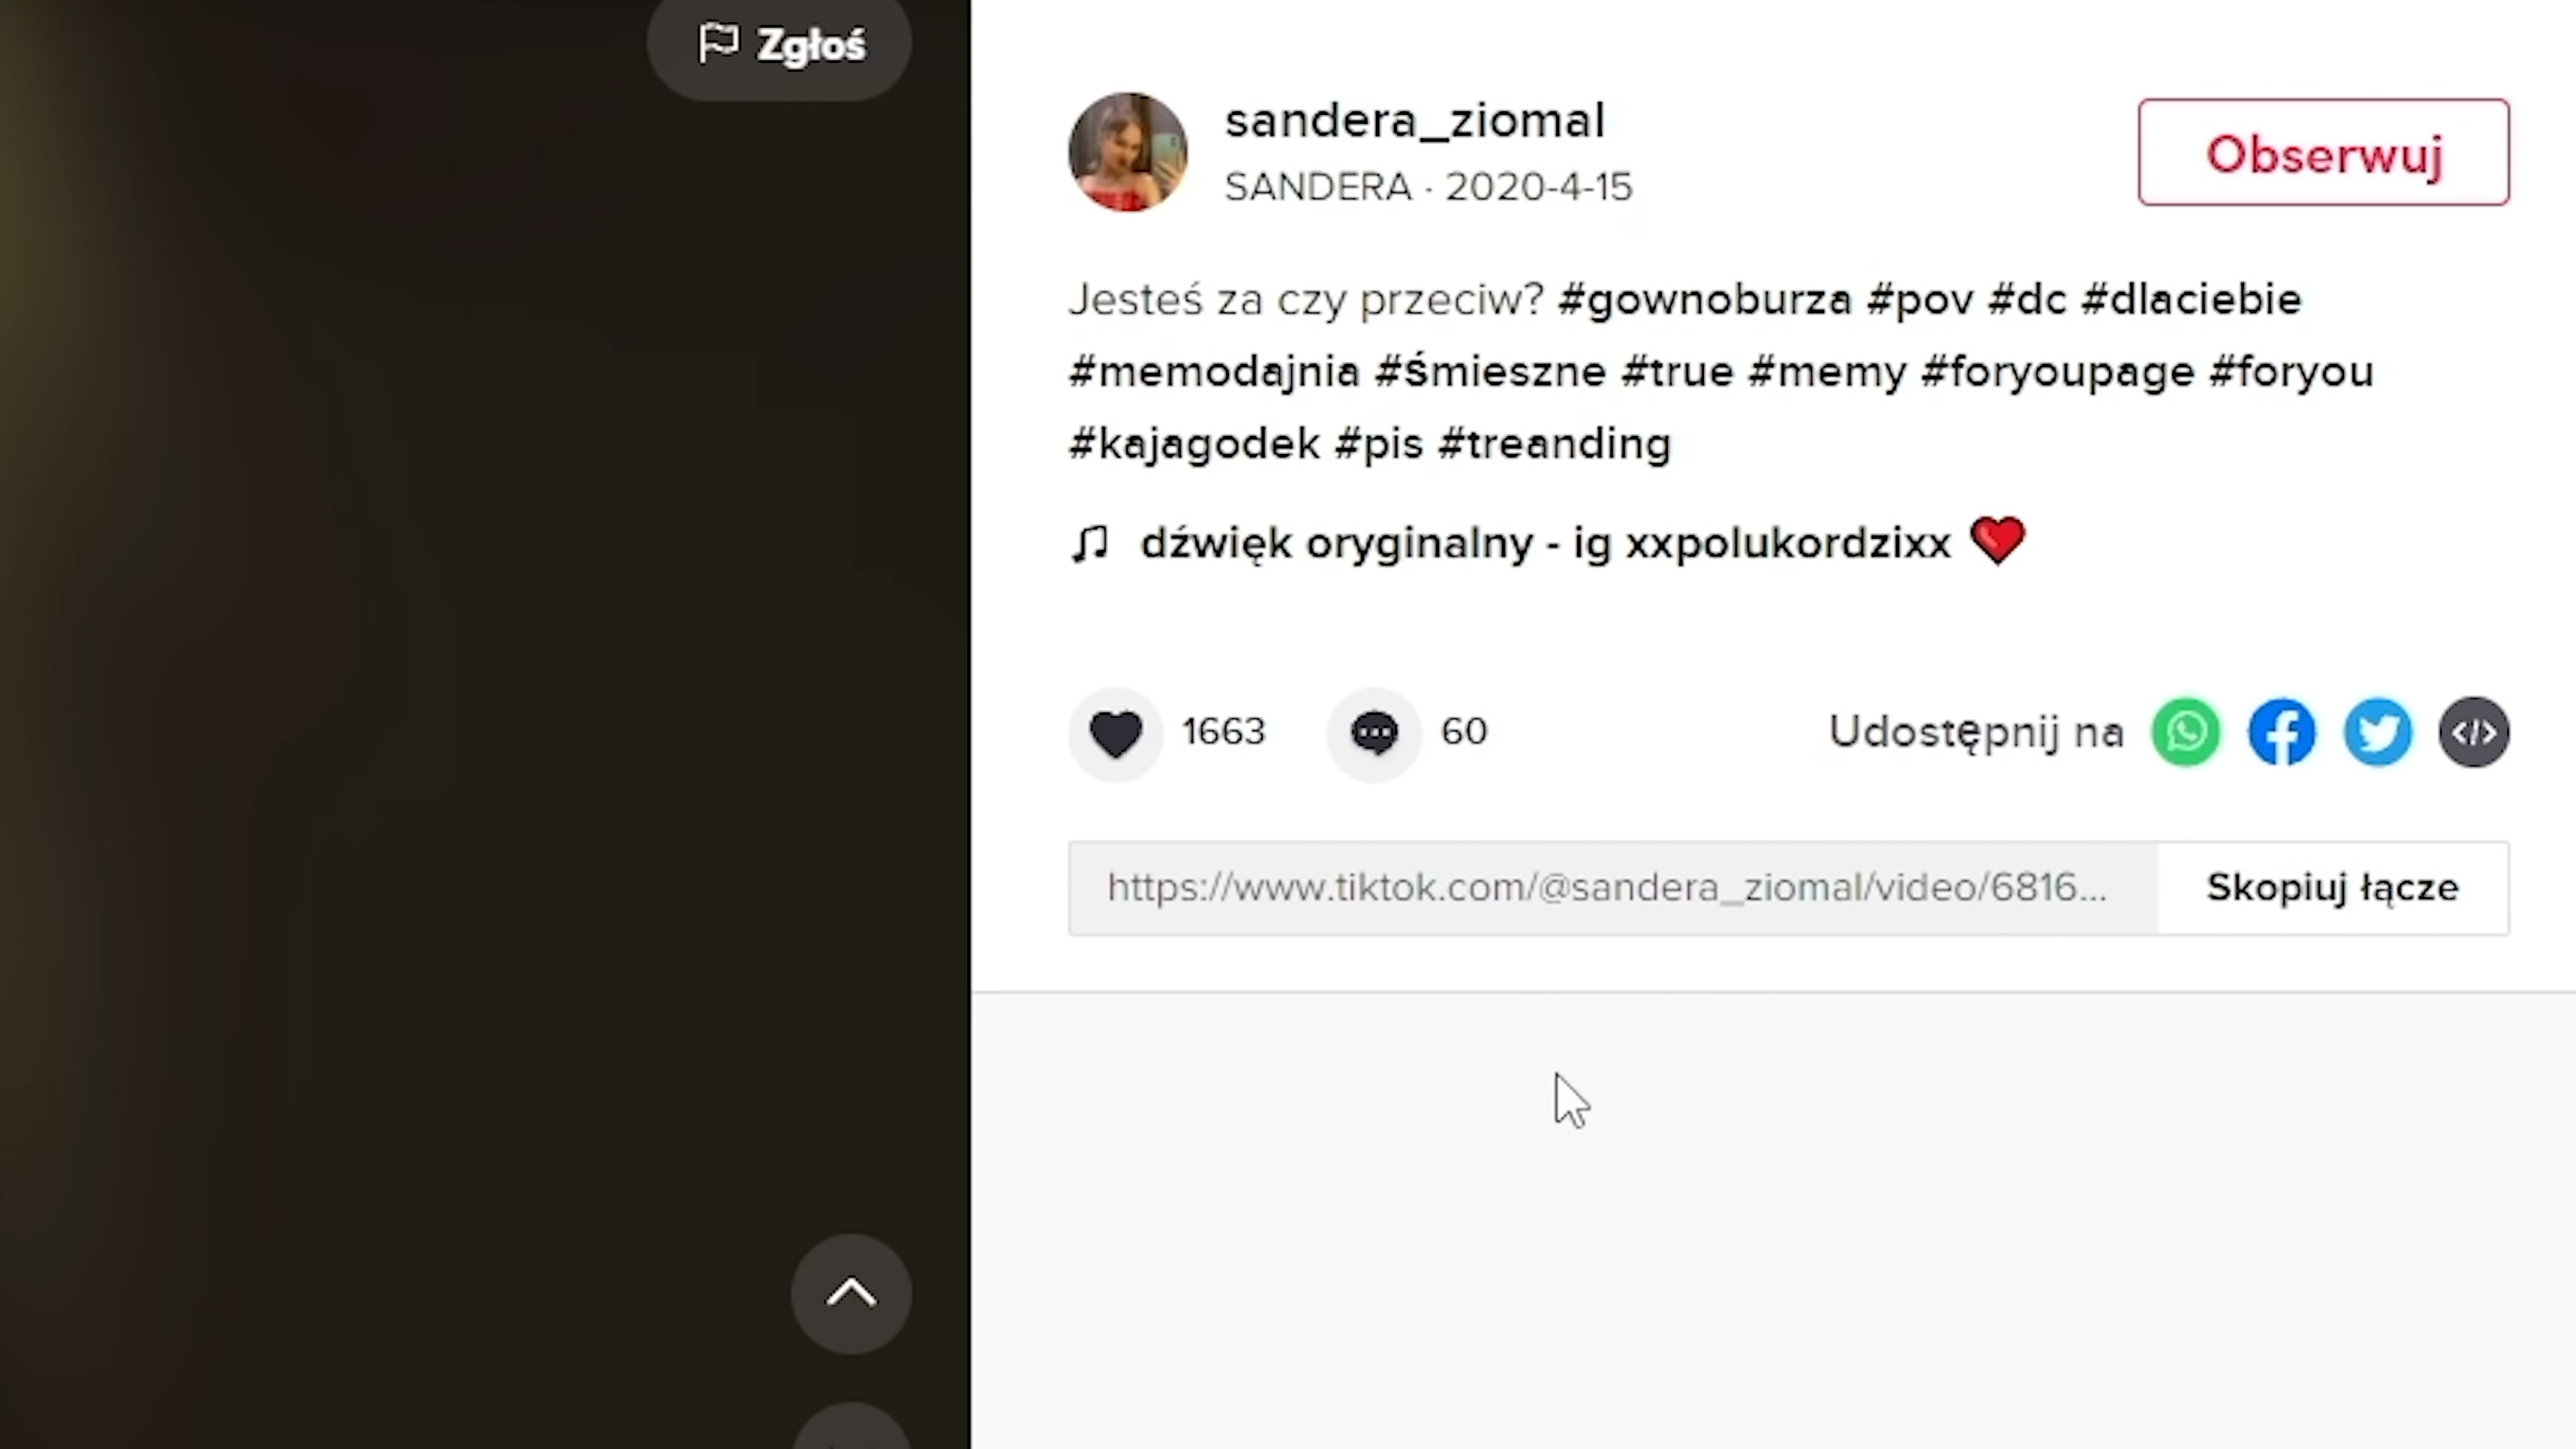 Zgłoś
sandera_ziomal
SANDERA · 2020-4-15
Obserwuj
Jesteś za czy przeciw? #gownoburza #pov #dc #dlaciebie
#memodajnia #śmieszne #true #memy #foryoupage #foryou
#kajagodek #pis #treanding
dźwięk oryginalny - ig xxpolukordzixx ❤️
1663
60
Udostępnij na
https://www.tiktok.com/@sandera_ziomal/video/6816...
Skopiuj łącze